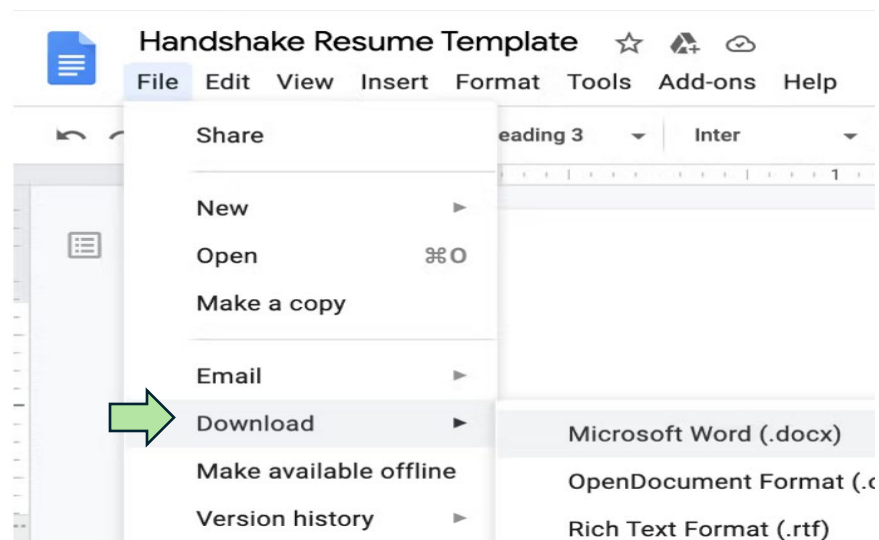 Handshake Resume Template
File Edit View Insert Format Tools Add-ons Help
Share
eading 3 Inter
1
New
Open ⌘O
Make a copy
Email
Download
Microsoft Word (.docx)
Make available offline
OpenDocument Format (.o
Version history
Rich Text Format (.rtf)